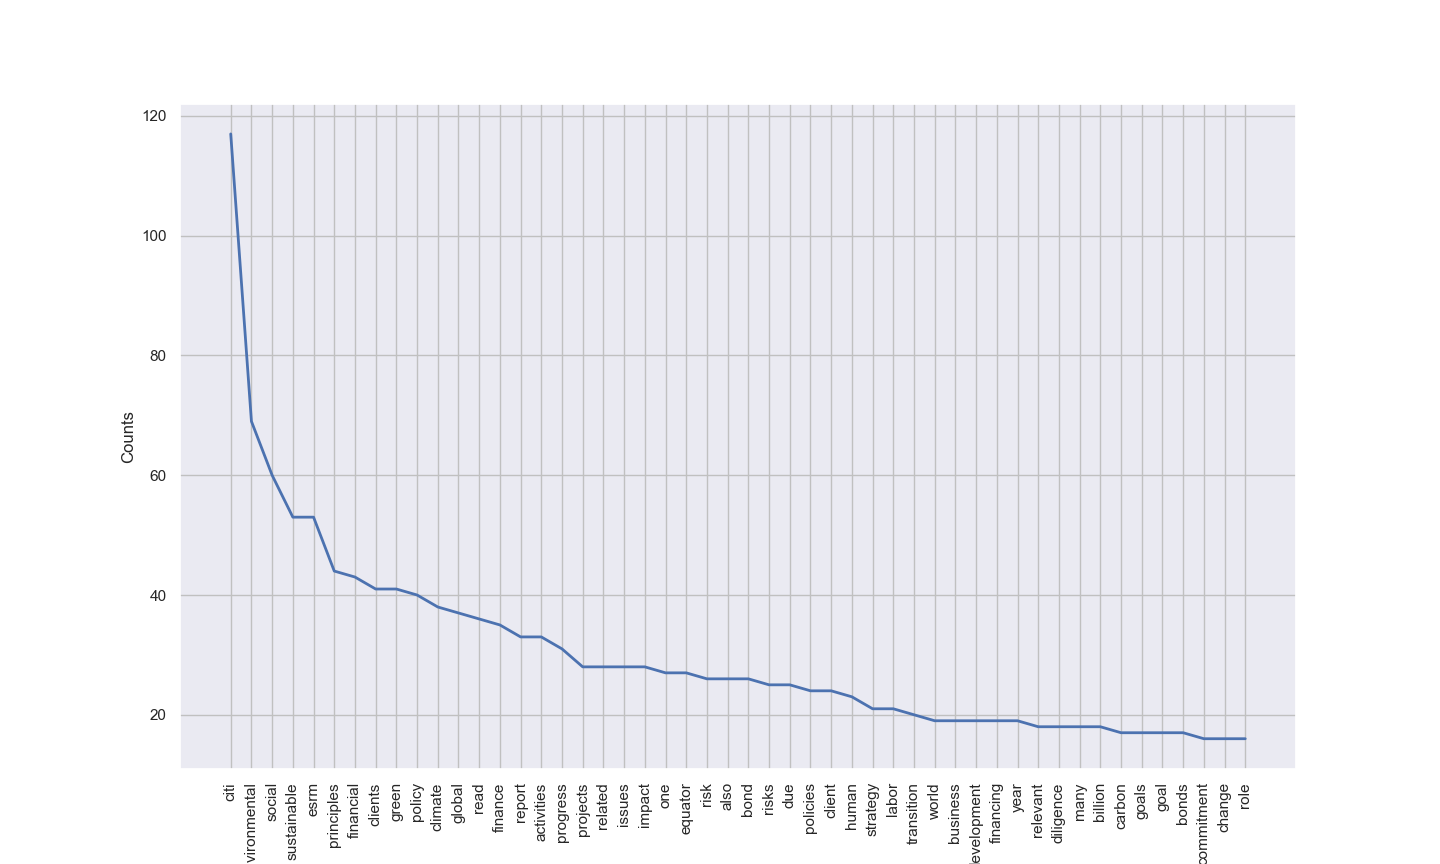 120
100
80
60
40
20
Counts
citi
vironmental
social
sustainable
esrm
principles
financial
clients
green
policy
climate
global
read
finance
report
activities
progress
projects
related
issues
impact
one
equator
risk
also
bond
risks
due
policies
client
human
strategy
labor
transition
world
business
evelopment
financing
year
relevant
diligence
many
billion
carbon
goals
goal
bonds
commitment
change
role